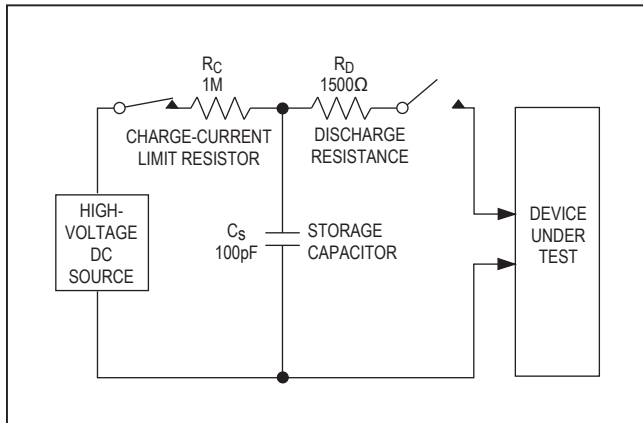 RC
1M
CHARGE-CURRENT
LIMIT RESISTOR
RD
1500Ω
DISCHARGE
RESISTANCE
HIGH-
VOLTAGE
DC
SOURCE
CS
100pF
STORAGE
CAPACITOR
DEVICE
UNDER
TEST